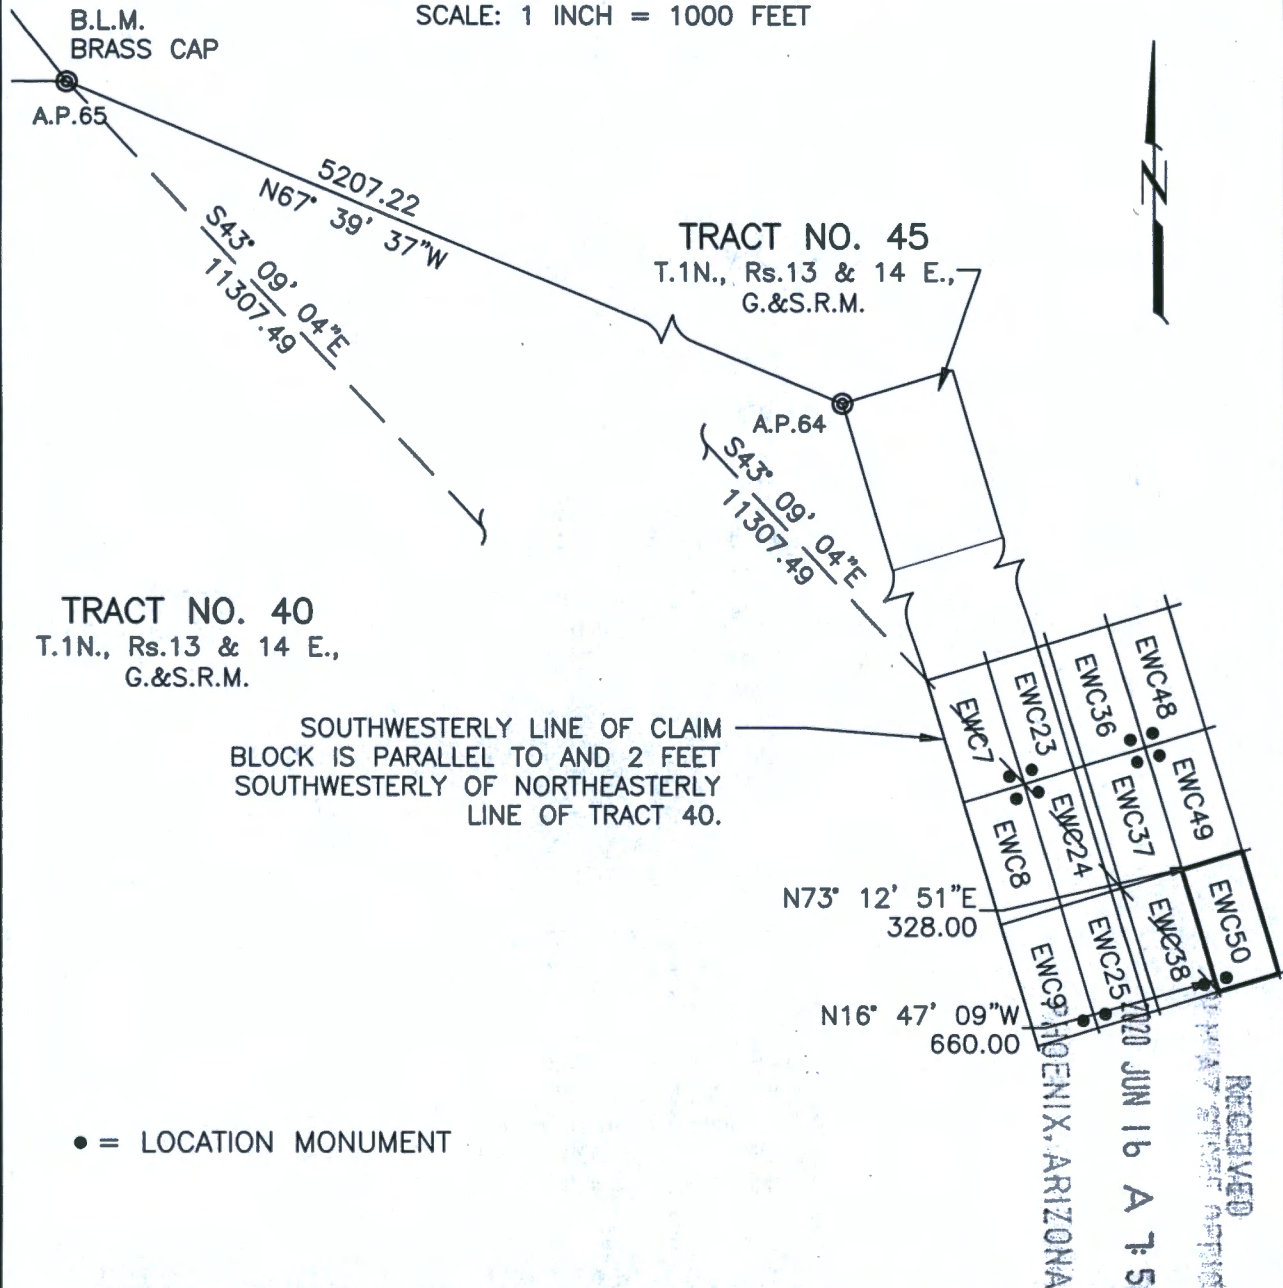 SCALE: 1 INCH = 1000 FEET
B.L.M.
BRASS CAP
A.P.65
5207.22
N67° 39' 37"W
S43° 09' 04"E
11307.49
N
TRACT NO. 45
T.1N., Rs.13 & 14 E.,
G.&S.R.M.
A.P.64
S43° 09' 04"E
11307.49
TRACT NO. 40
T.1N., Rs.13 & 14 E.,
G.&S.R.M.
SOUTHWESTERLY LINE OF CLAIM
BLOCK IS PARALLEL TO AND 2 FEET
SOUTHWESTERLY OF NORTHEASTERLY
LINE OF TRACT 40.
EWC7
EWC23
EWC36
EWC48
EWC8
EWC24
EWC37
EWC49
EWC9
EWC25
EWC38
EWC50
N73° 12' 51"E
328.00
N16° 47' 09"W
660.00
● = LOCATION MONUMENT
RECEIVED
2020 JUN 16 A 7:5
PHOENIX, ARIZONA